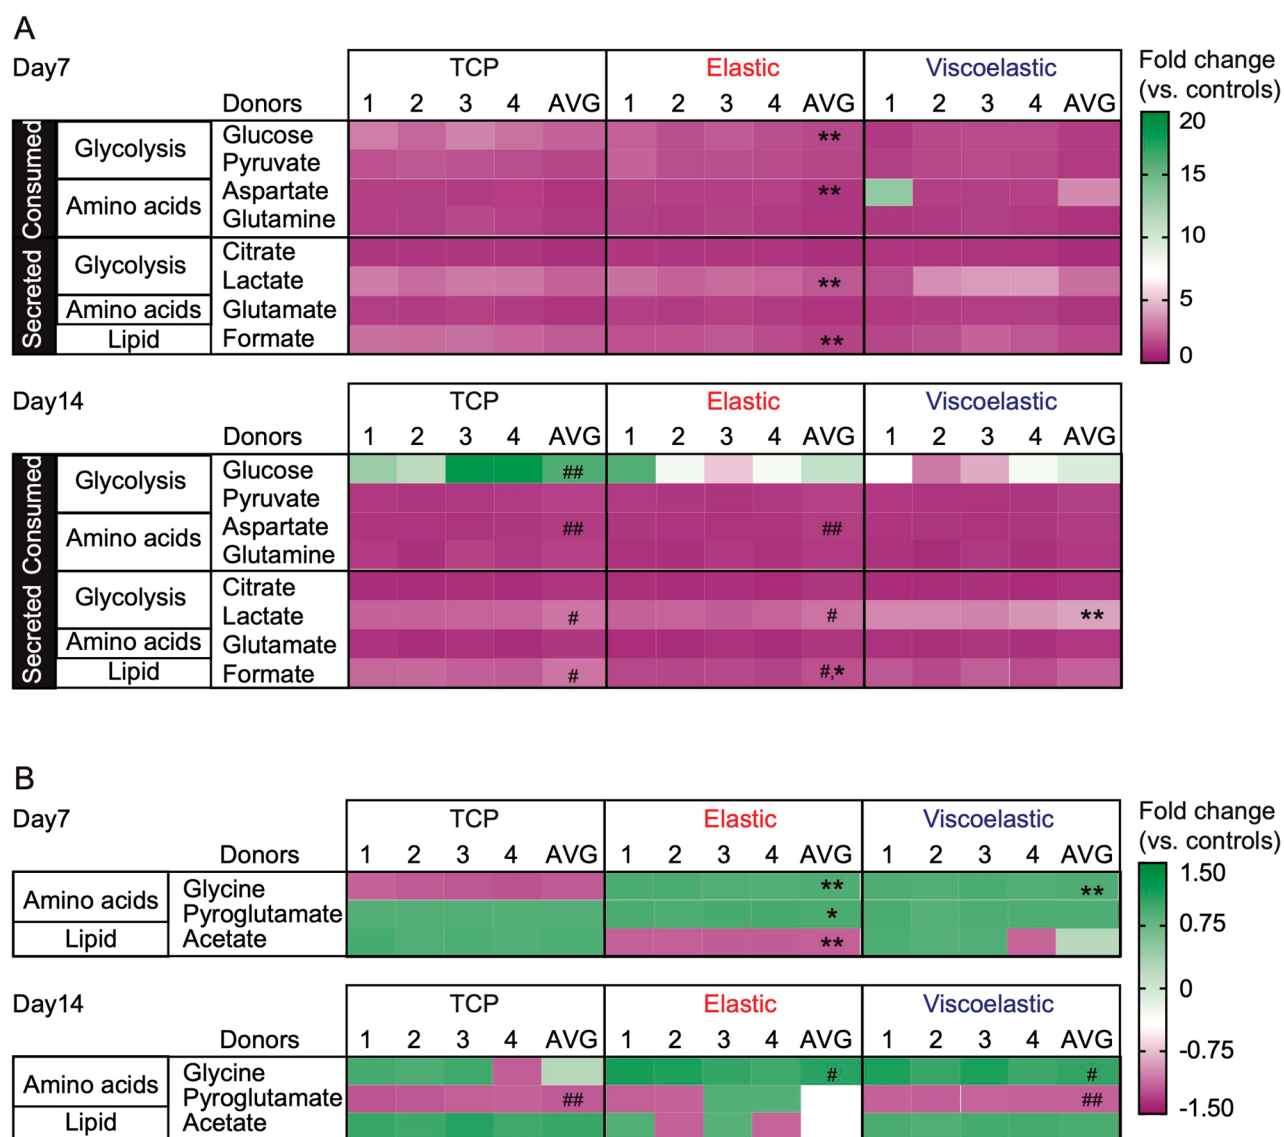 A
Day7 TCP Elastic Viscoelastic Fold change (vs. controls)
Donors 1 2 3 4 AVG 1 2 3 4 AVG 1 2 3 4 AVG
Consumed Glycolysis Glucose ** 20
Pyruvate
Amino acids Aspartate ** 15
Glutamine
Secreted Glycolysis Citrate 10
Lactate **
Amino acids Glutamate 5
Lipid Formate ** 0
Day14 TCP Elastic Viscoelastic
Donors 1 2 3 4 AVG 1 2 3 4 AVG 1 2 3 4 AVG
Consumed Glycolysis Glucose ##
Pyruvate
Amino acids Aspartate ## ##
Glutamine
Secreted Glycolysis Citrate
Lactate # # **
Amino acids Glutamate
Lipid Formate # #,*
B
Day7 TCP Elastic Viscoelastic Fold change (vs. controls)
Donors 1 2 3 4 AVG 1 2 3 4 AVG 1 2 3 4 AVG
Amino acids Glycine ** ** 1.50
Pyroglutamate * 0.75
Lipid Acetate **
0
Day14 TCP Elastic Viscoelastic
Donors 1 2 3 4 AVG 1 2 3 4 AVG 1 2 3 4 AVG -0.75
Amino acids Glycine # #
Pyroglutamate ## ## -1.50
Lipid Acetate